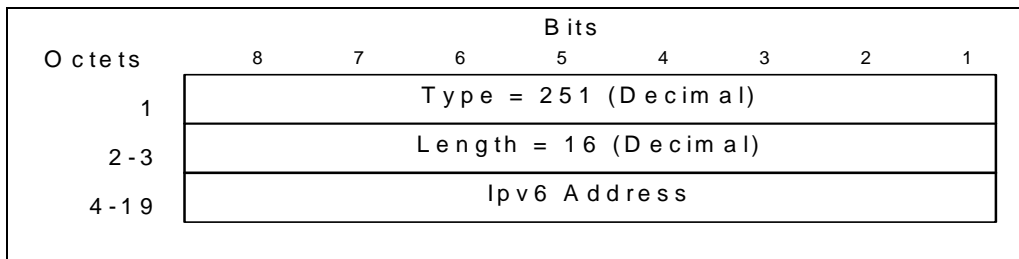 Bits
Octets 8 7 6 5 4 3 2 1
1 Type = 251 (Decimal)
2-3 Length = 16 (Decimal)
4-19 Ipv6 Address